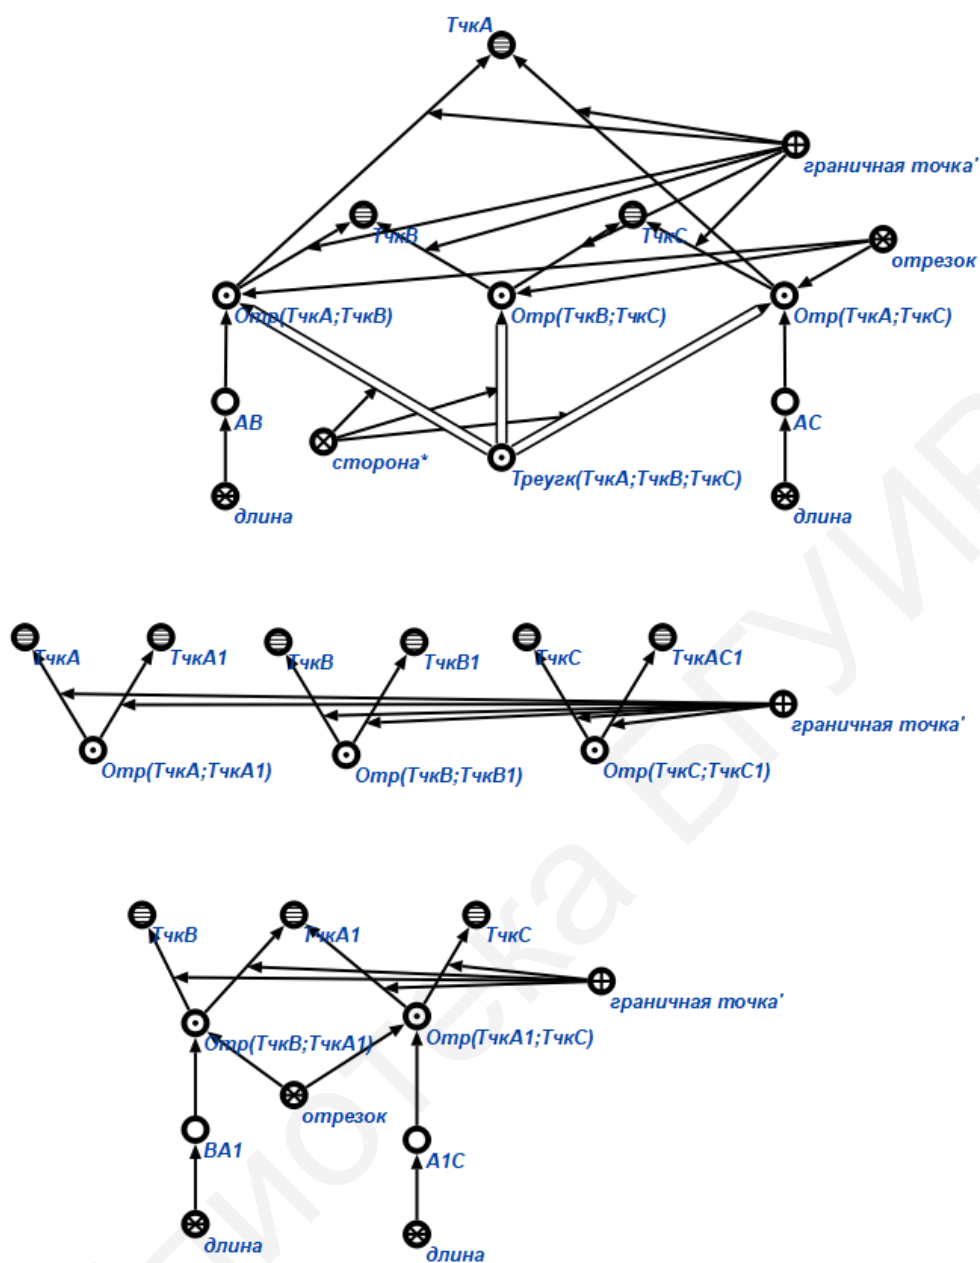 ТчкА
граничная точка'
ТчкВ
ТчкС
отрезок
Отр(ТчкА;ТчкВ)
Отр(ТчкВ;ТчкС)
Отр(ТчкА;ТчкС)
АВ
АС
сторона*
Треугк(ТчкА;ТчкВ;ТчкС)
длина
длина
ТчкА
ТчкА1
ТчкВ
ТчкВ1
ТчкС
ТчкАС1
граничная точка'
Отр(ТчкА;ТчкА1)
Отр(ТчкВ;ТчкВ1)
Отр(ТчкС;ТчкС1)
ТчкВ
ТчкА1
ТчкС
граничная точка'
Отр(ТчкВ;ТчкА1)
Отр(ТчкА1;ТчкС)
отрезок
ВА1
А1С
длина
длина
иотека БГУИР